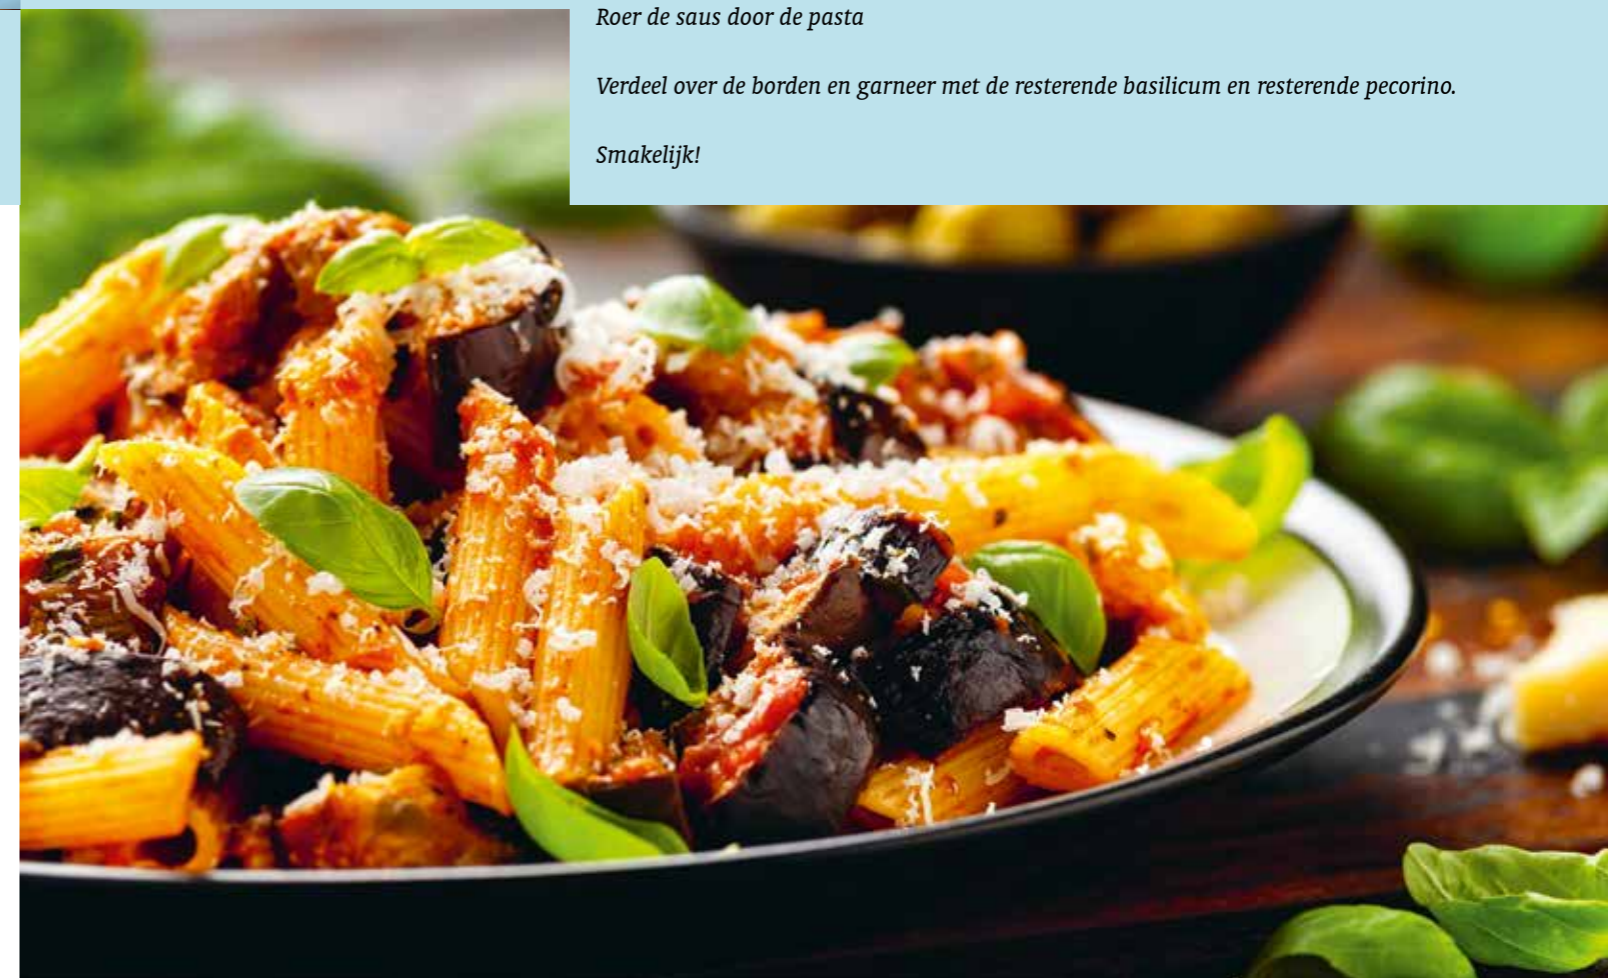 Roer de saus door de pasta
Verdeel over de borden en garneer met de resterende basilicum en resterende pecorino.
Smakelijk!